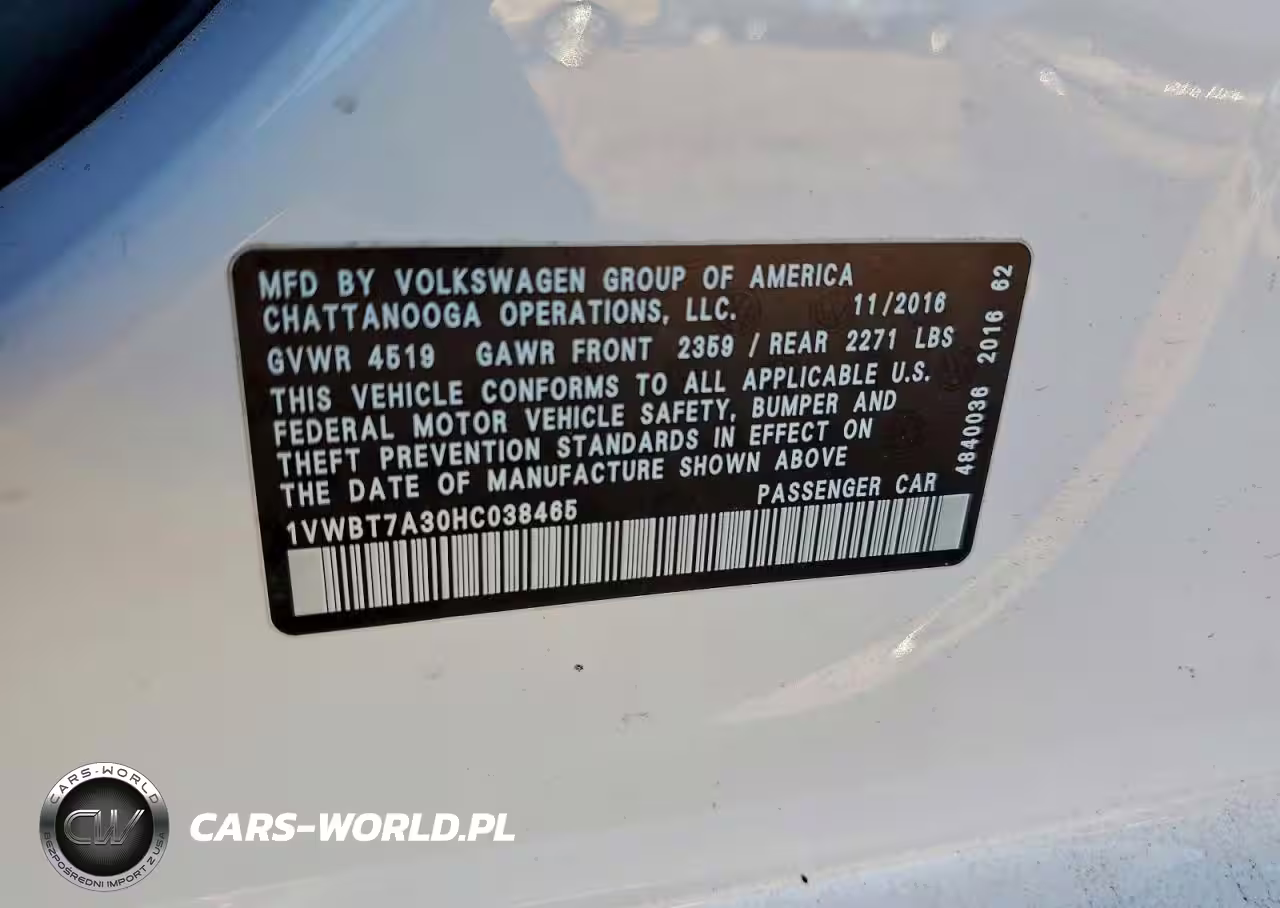 MFD BY VOLKSWAGEN GROUP OF AMERICA
CHATTANOOGA OPERATIONS, LLC. 11/2016
GVWR 4519 GAWR FRONT 2359 / REAR 2271 LBS
THIS VEHICLE CONFORMS TO ALL APPLICABLE U.S.
FEDERAL MOTOR VEHICLE SAFETY, BUMPER AND
THEFT PREVENTION STANDARDS IN EFFECT ON
THE DATE OF MANUFACTURE SHOWN ABOVE
1VWBT7A30HC038465 PASSENGER CAR
4840036 2016 62
CARS-WORLD
CW
BEZPOŚREDNI IMPORT Z USA
CARS-WORLD.PL